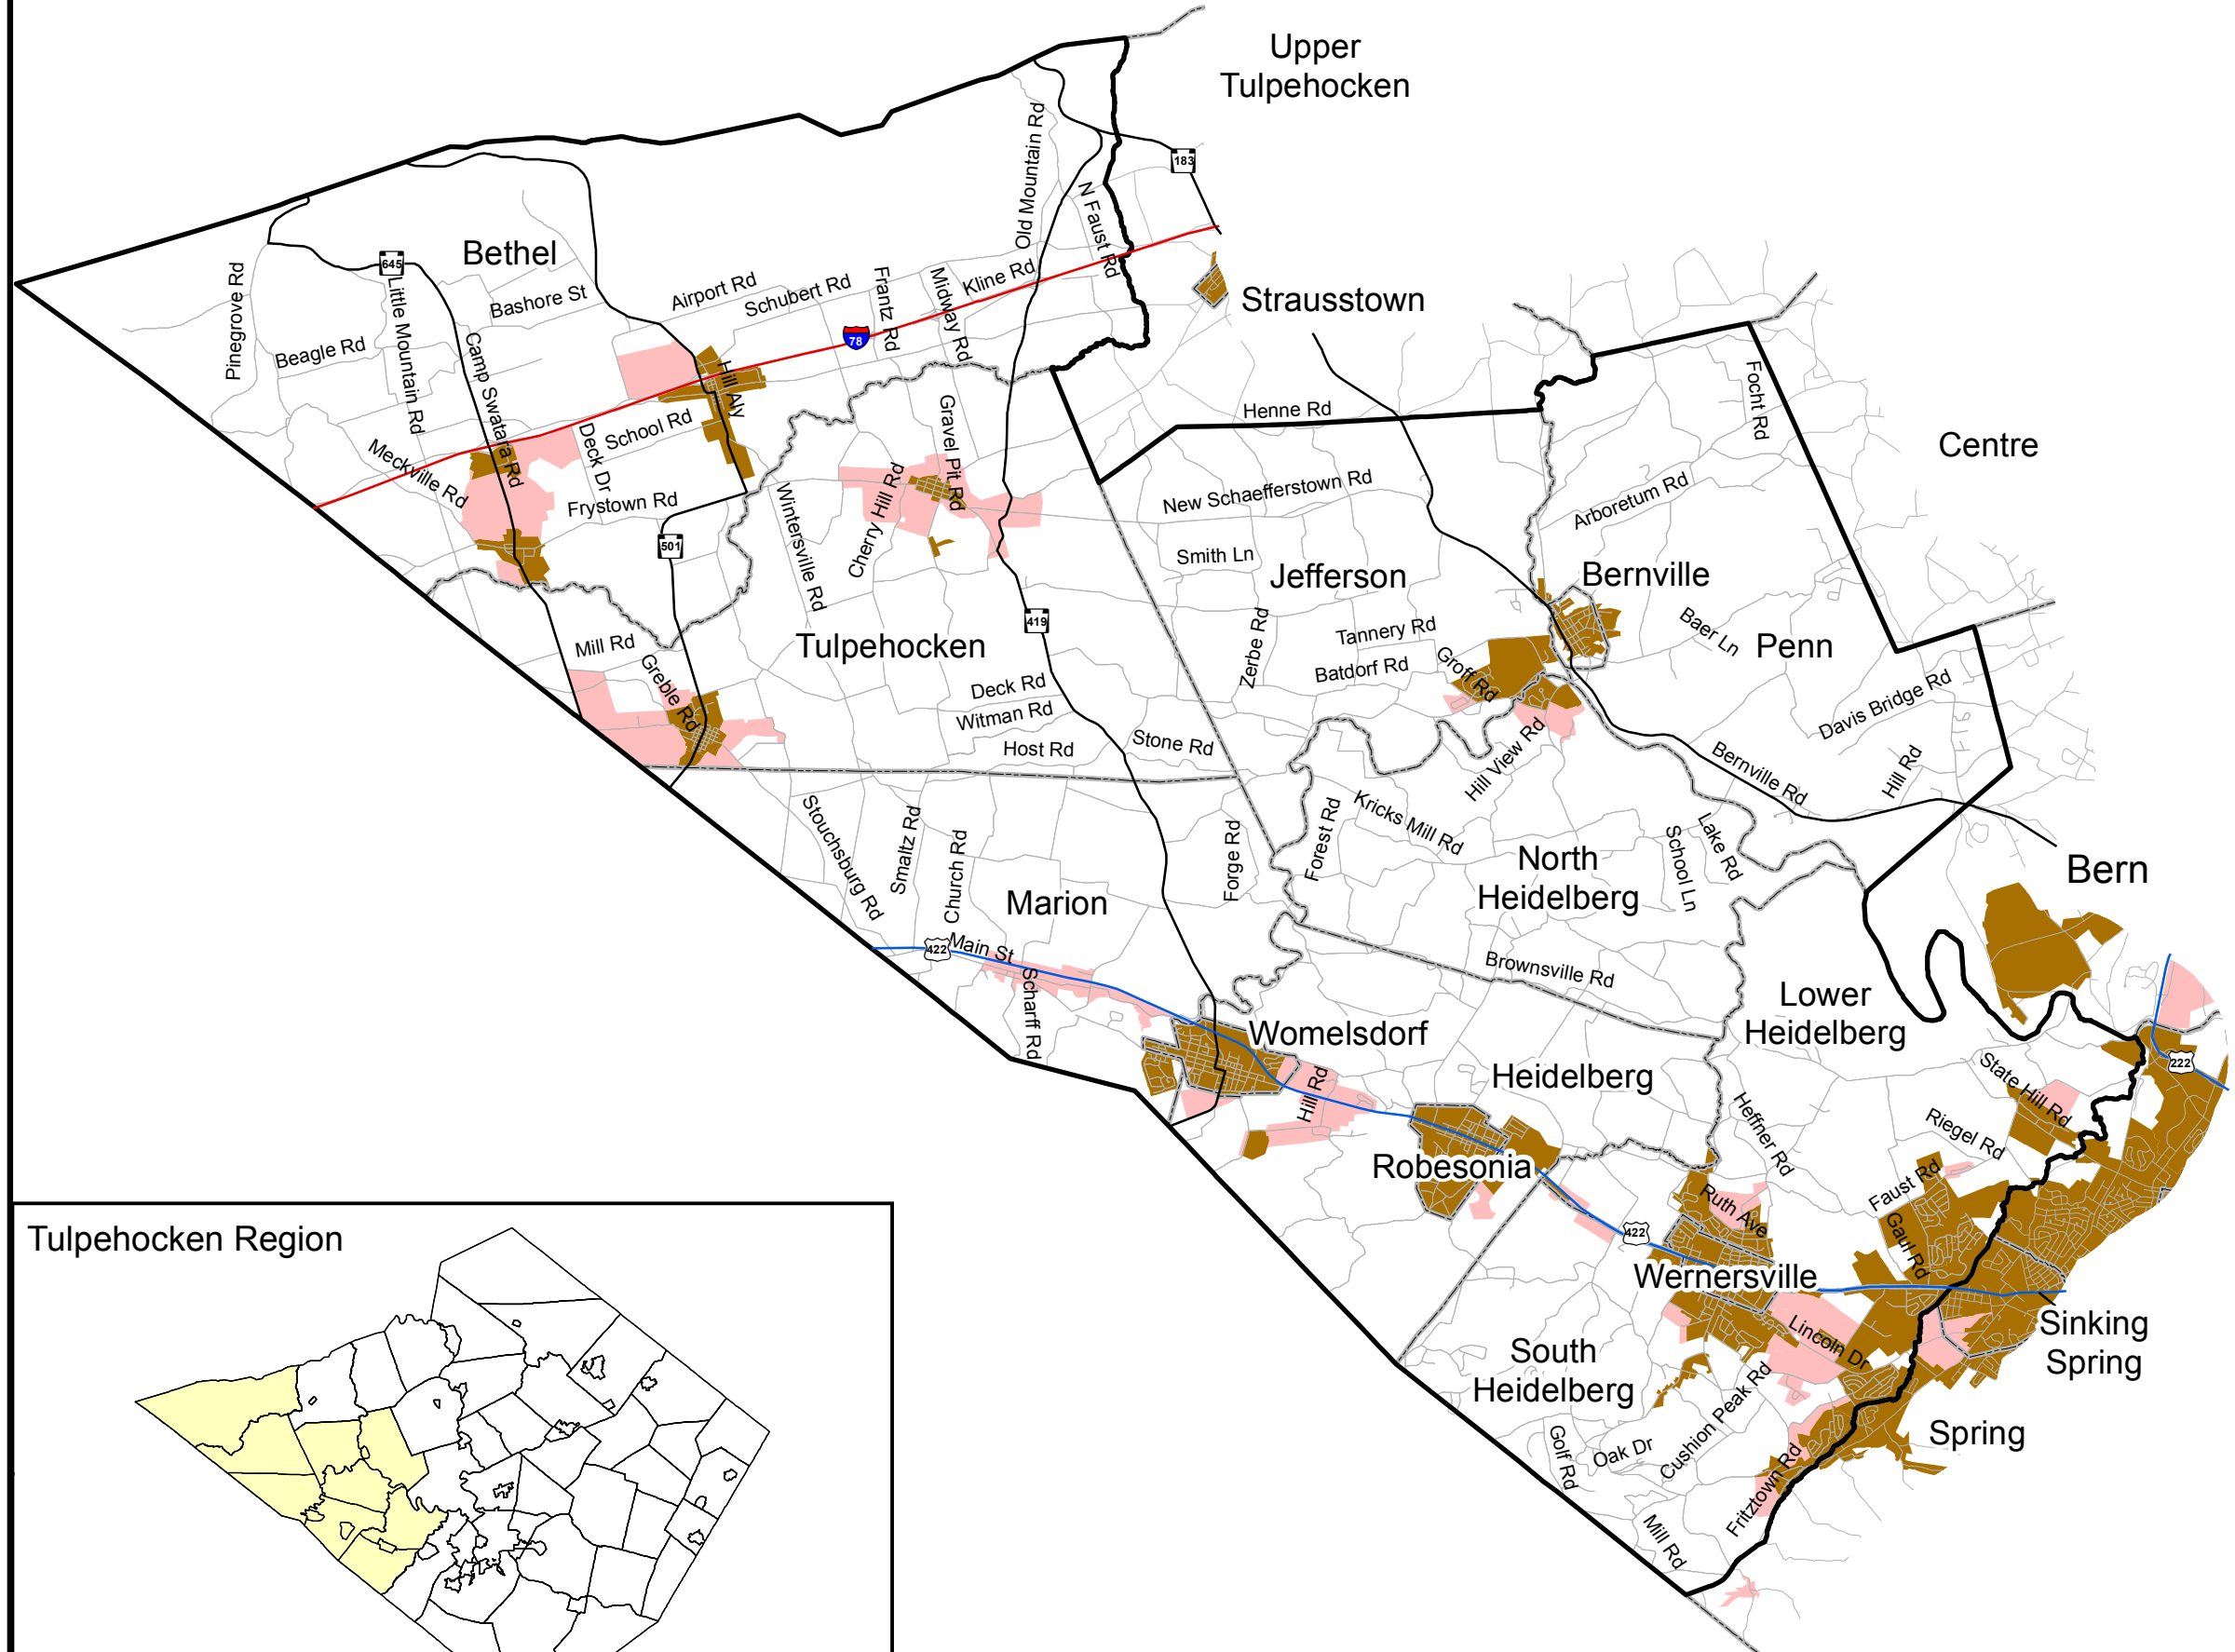 Upper
Tulpehocken
183
Old Mountain Rd
N Faust Rd
Bethel
645
Pinegrove Rd
Little Mountain Rd
Bashore St
Airport Rd
Schubert Rd
Frantz Rd
Midway Rd
Kline Rd
Strausstown
78
Beagle Rd
Camp Swatara Rd
Hill Aly
Henne Rd
Focht Rd
Centre
Meckville Rd
Deck Dr
School Rd
Gravel Pit Rd
Frystown Rd
Wintersville Rd
Cherry Hill Rd
New Schaefferstown Rd
Arboretum Rd
501
Smith Ln
Jefferson
Bernville
419
Mill Rd
Tulpehocken
Zerbe Rd
Tannery Rd
Baer Ln
Penn
Greble Rd
Deck Rd
Batdorf Rd
Groff Rd
Witman Rd
Davis Bridge Rd
Host Rd
Stone Rd
Hill View Rd
Bernville Rd
Hill Rd
Stouchsburg Rd
Smaltz Rd
Church Rd
Forge Rd
Forest Rd
Kricks Mill Rd
North
Heidelberg
School Ln
Lake Rd
Bern
Marion
422
Main St
Scharff Rd
Brownsville Rd
Lower
Heidelberg
Womelsdorf
Heidelberg
222
State Hill Rd
Hill Rd
Heffner Rd
Riegel Rd
Robesonia
Faust Rd
Ruth Ave
Gaul Rd
422
Wernersville
Sinking
Spring
Lincoln Dr
South
Heidelberg
Cushion Peak Rd
Spring
Golf Rd
Oak Dr
Fritztown Rd
Mill Rd
Tulpehocken Region